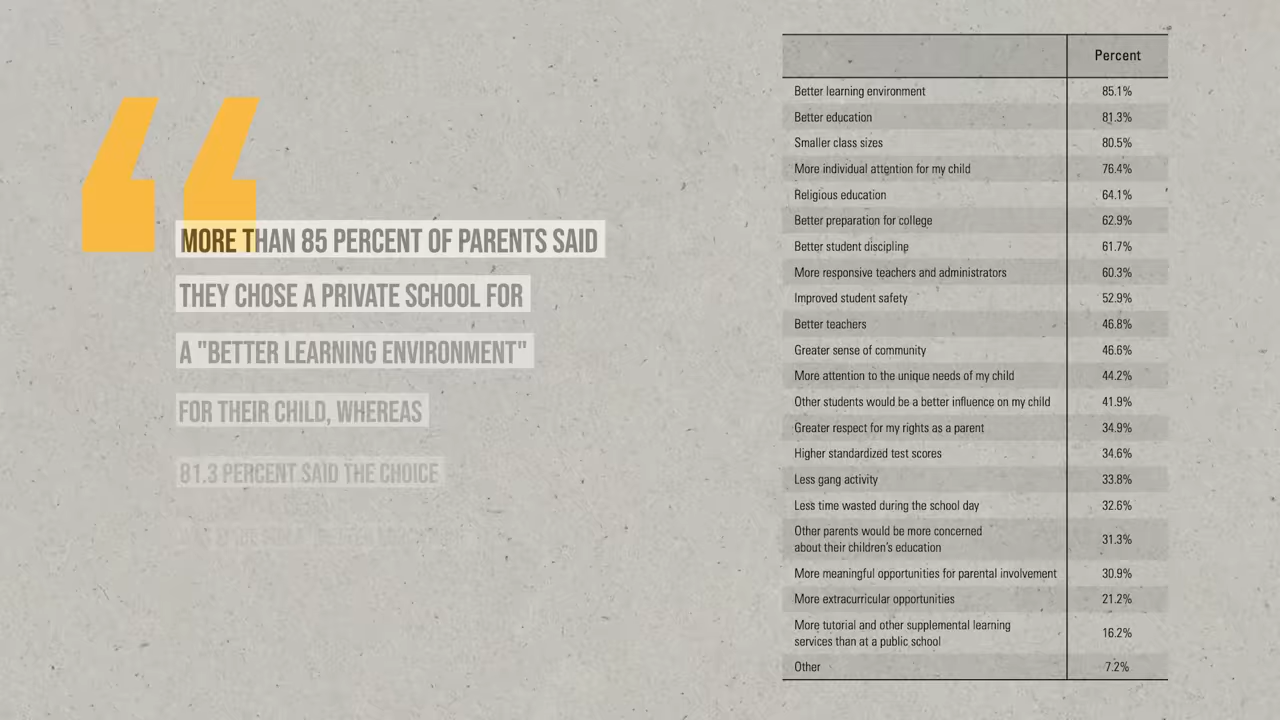 MORE THAN 85 PERCENT OF PARENTS SAID
THEY CHOSE A PRIVATE SCHOOL FOR
A "BETTER LEARNING ENVIRONMENT"
FOR THEIR CHILD, WHEREAS
81.3 PERCENT SAID THE CHOICE
Percent
Better learning environment 85.1%
Better education 81.3%
Smaller class sizes 80.5%
More individual attention for my child 76.4%
Religious education 64.1%
Better preparation for college 62.9%
Better student discipline 61.7%
More responsive teachers and administrators 60.3%
Improved student safety 52.9%
Better teachers 46.8%
Greater sense of community 46.6%
More attention to the unique needs of my child 44.2%
Other students would be a better influence on my child 41.9%
Greater respect for my rights as a parent 34.9%
Higher standardized test scores 34.6%
Less gang activity 33.8%
Less time wasted during the school day 32.6%
Other parents would be more concerned
about their children's education 31.3%
More meaningful opportunities for parental involvement 30.9%
More extracurricular opportunities 21.2%
More tutorial and other supplemental learning
services than at a public school 16.2%
Other 7.2%